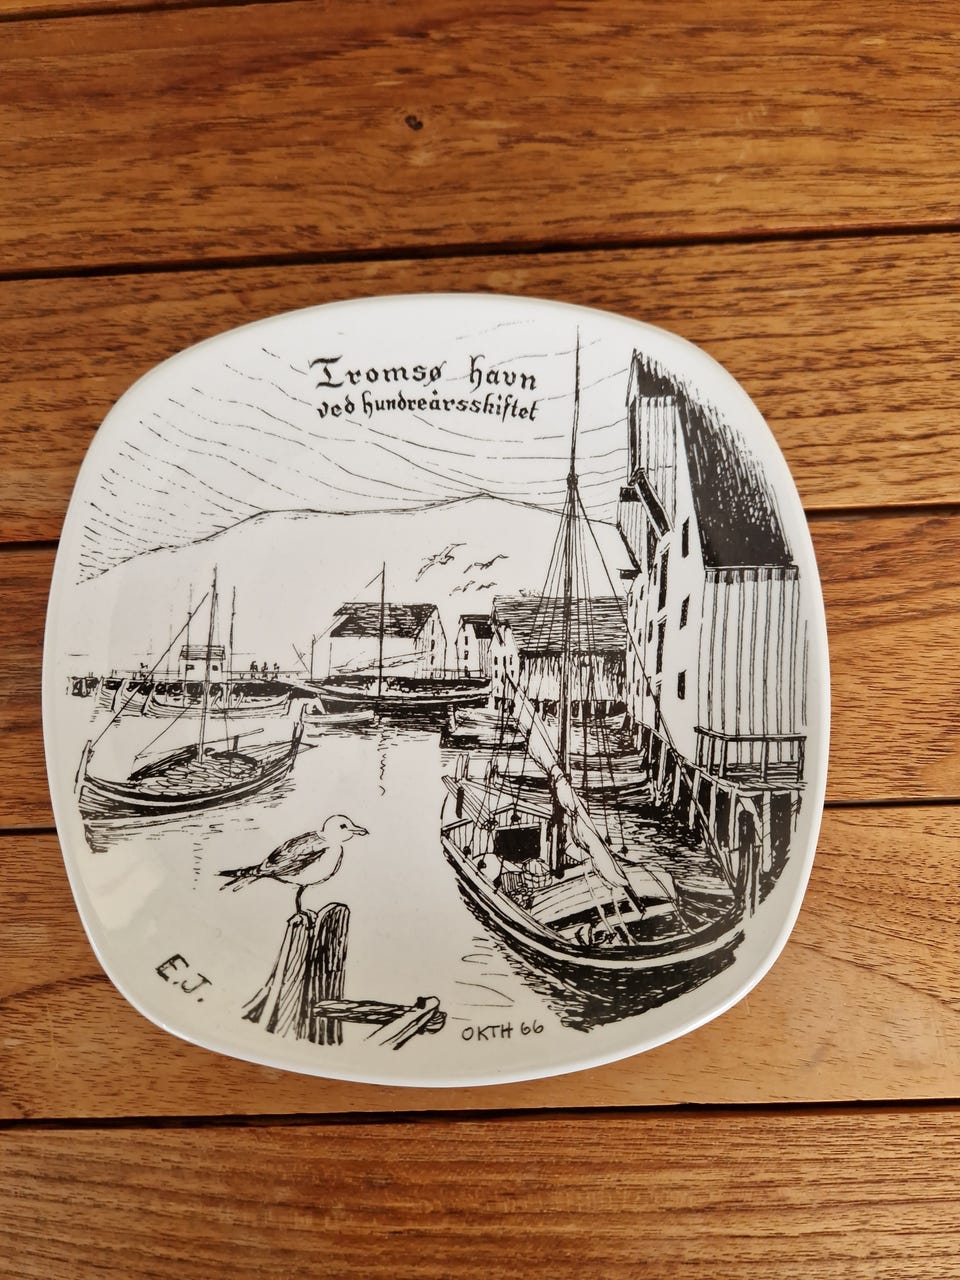 Tromsø havn
ved hundreårsskiftet
E.J.
OKTH 66